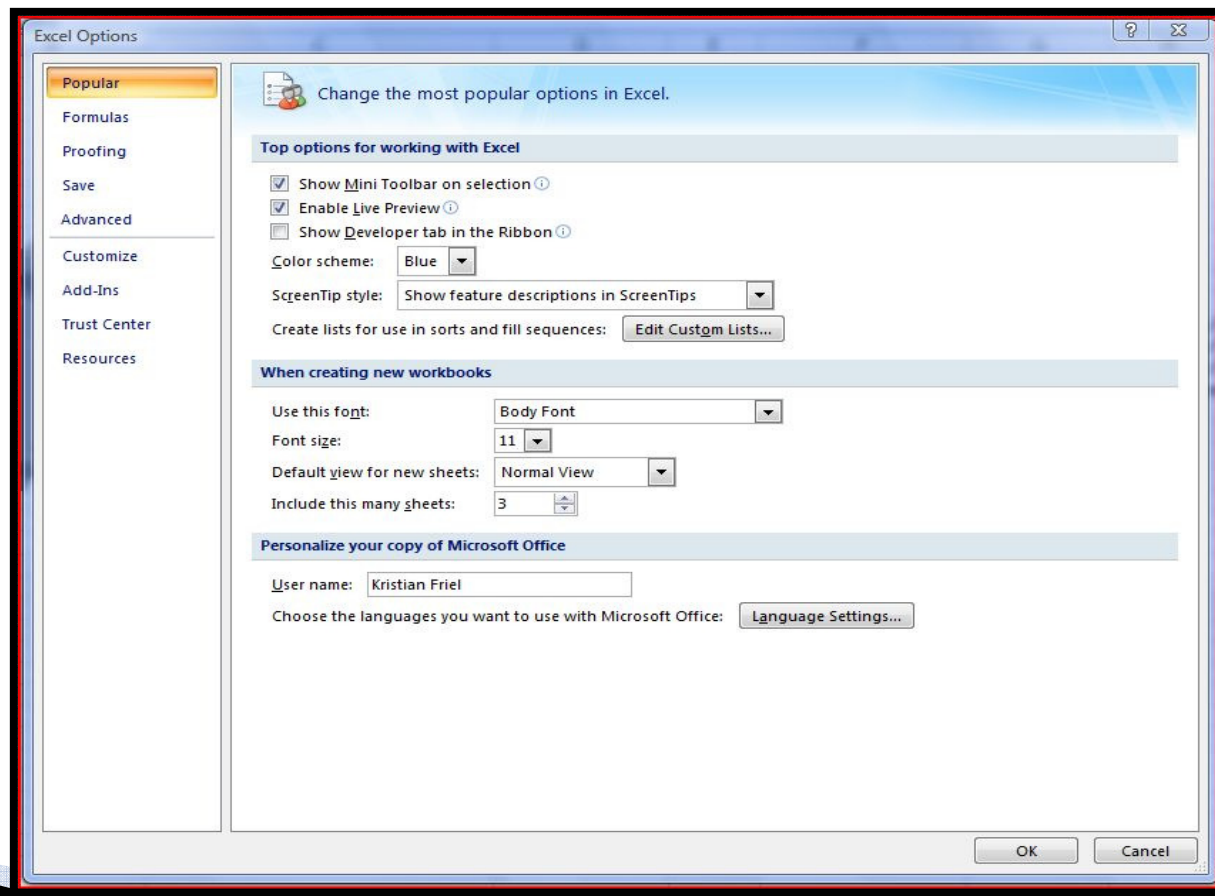 Excel Options
Popular
Formulas
Proofing
Save
Advanced
Customize
Add-Ins
Trust Center
Resources
Change the most popular options in Excel.
Top options for working with Excel
Show Mini Toolbar on selection
Enable Live Preview
Show Developer tab in the Ribbon
Color scheme: Blue
ScreenTip style: Show feature descriptions in ScreenTips
Create lists for use in sorts and fill sequences: Edit Custom Lists...
When creating new workbooks
Use this font: Body Font
Font size: 11
Default view for new sheets: Normal View
Include this many sheets: 3
Personalize your copy of Microsoft Office
User name: Kristian Friel
Choose the languages you want to use with Microsoft Office: Language Settings...
OK Cancel